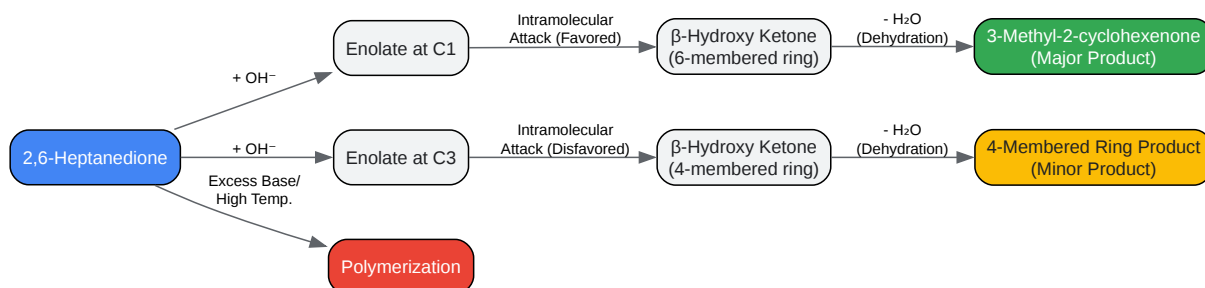 2,6-Heptanedione
+ OH⁻
Enolate at C1
Intramolecular
Attack (Favored)
β-Hydroxy Ketone
(6-membered ring)
- H₂O
(Dehydration)
3-Methyl-2-cyclohexenone
(Major Product)
+ OH⁻
Enolate at C3
Intramolecular
Attack (Disfavored)
β-Hydroxy Ketone
(4-membered ring)
- H₂O
(Dehydration)
4-Membered Ring Product
(Minor Product)
Excess Base/
High Temp.
Polymerization